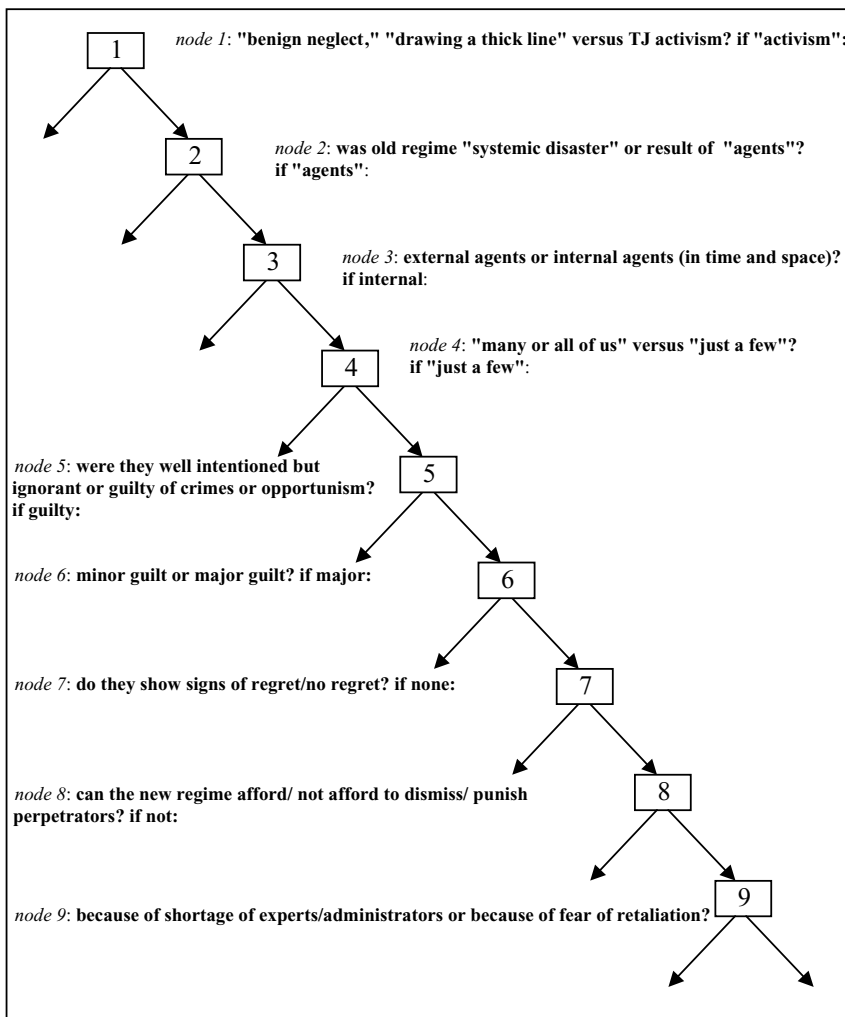 1
node 1: "benign neglect," "drawing a thick line" versus TJ activism? if "activism":
2
node 2: was old regime "systemic disaster" or result of "agents"?
if "agents":
3
node 3: external agents or internal agents (in time and space)?
if internal:
4
node 4: "many or all of us" versus "just a few"?
if "just a few":
node 5: were they well intentioned but
ignorant or guilty of crimes or opportunism?
if guilty:
5
node 6: minor guilt or major guilt? if major:
6
node 7: do they show signs of regret/no regret? if none:
7
node 8: can the new regime afford/ not afford to dismiss/ punish
perpetrators? if not:
8
node 9: because of shortage of experts/administrators or because of fear of retaliation?
9